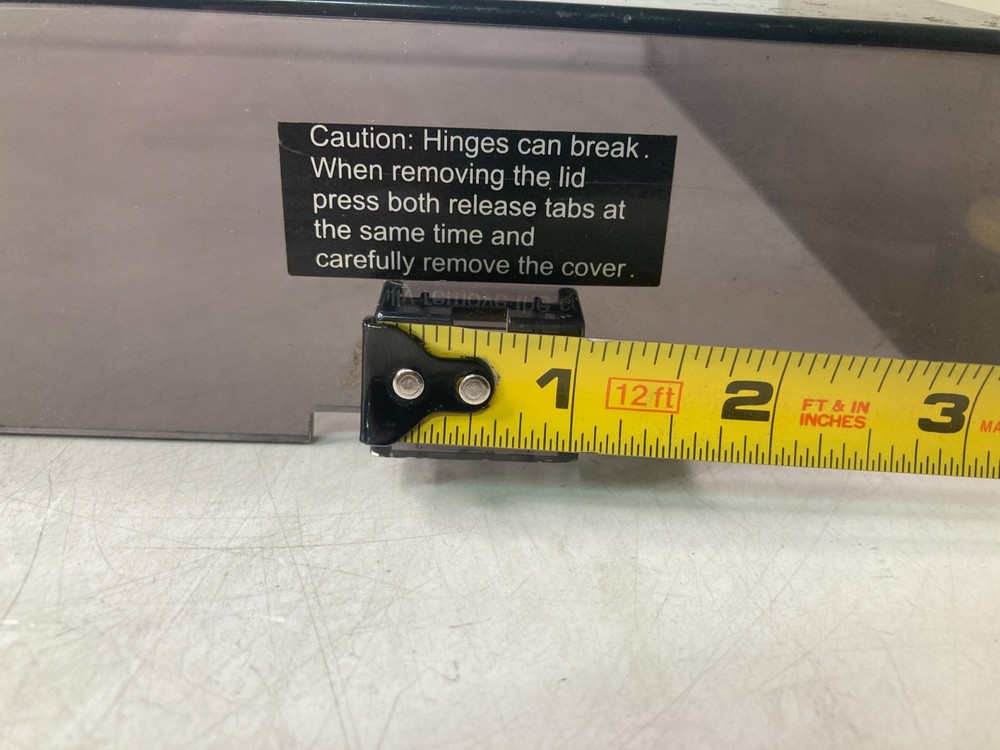 Caution: Hinges can break.
When removing the lid
press both release tabs at
the same time and
carefully remove the cover.
1 12 ft 2 FT & IN 3
INCHES MA